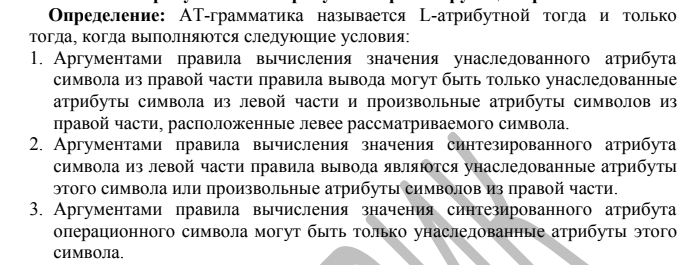 Определение: АТ-грамматика называется L-атрибутной тогда и только
тогда, когда выполняются следующие условия:
1. Аргументами правила вычисления значения унаследованного атрибута
символа из правой части правила вывода могут быть только унаследованные
атрибуты символа из левой части и произвольные атрибуты символов из
правой части, расположенные левее рассматриваемого символа.
2. Аргументами правила вычисления значения синтезированного атрибута
символа из левой части правила вывода являются унаследованные атрибуты
этого символа или произвольные атрибуты символов из правой части.
3. Аргументами правила вычисления значения синтезированного атрибута
операционного символа могут быть только унаследованные атрибуты этого
символа.